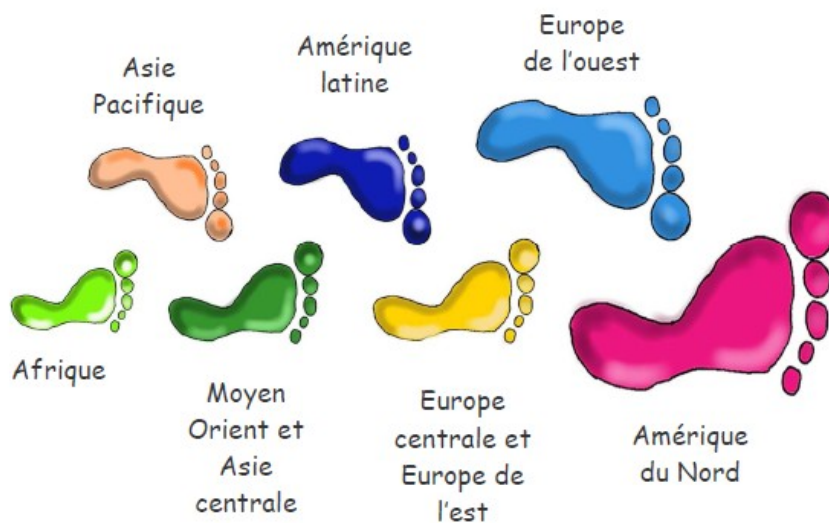 Asie
Pacifique
Amérique
latine
Europe
de l'ouest
Afrique
Moyen
Orient et
Asie
centrale
Europe
centrale et
Europe de
l'est
Amérique
du Nord